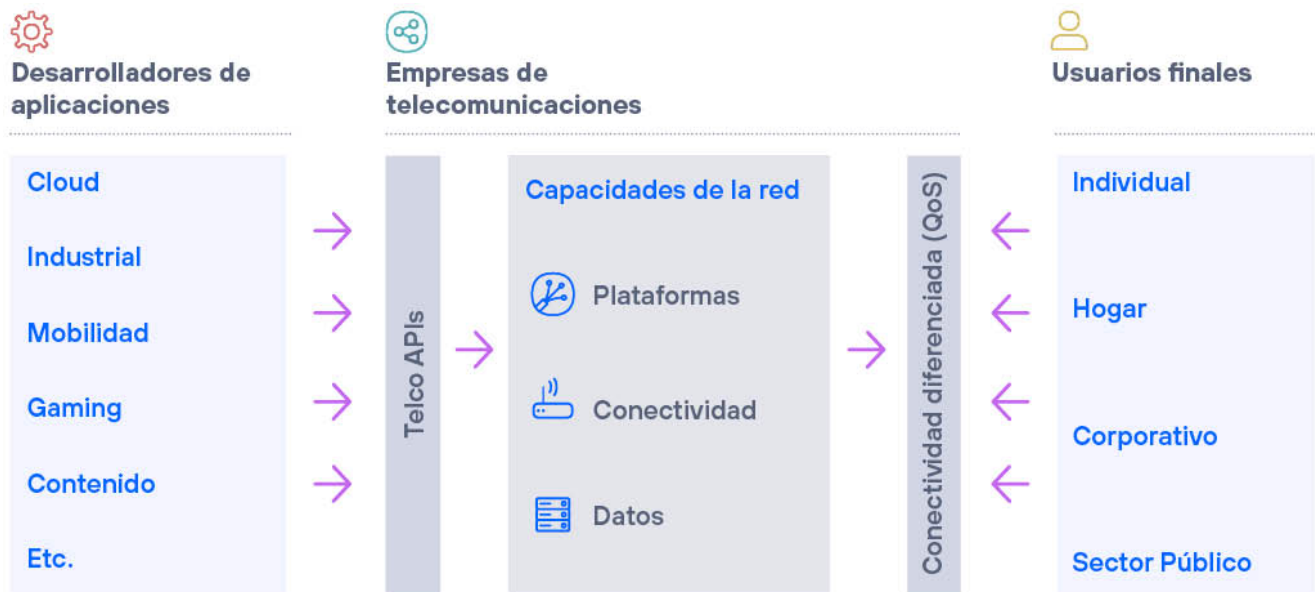 Desarrolladores de
aplicaciones
Empresas de
telecomunicaciones
Usuarios finales
Cloud
Industrial
Mobilidad
Gaming
Contenido
Etc.
Telco APIs
Capacidades de la red
Plataformas
Conectividad
Datos
Conectividad diferenciada (QoS)
Individual
Hogar
Corporativo
Sector Público